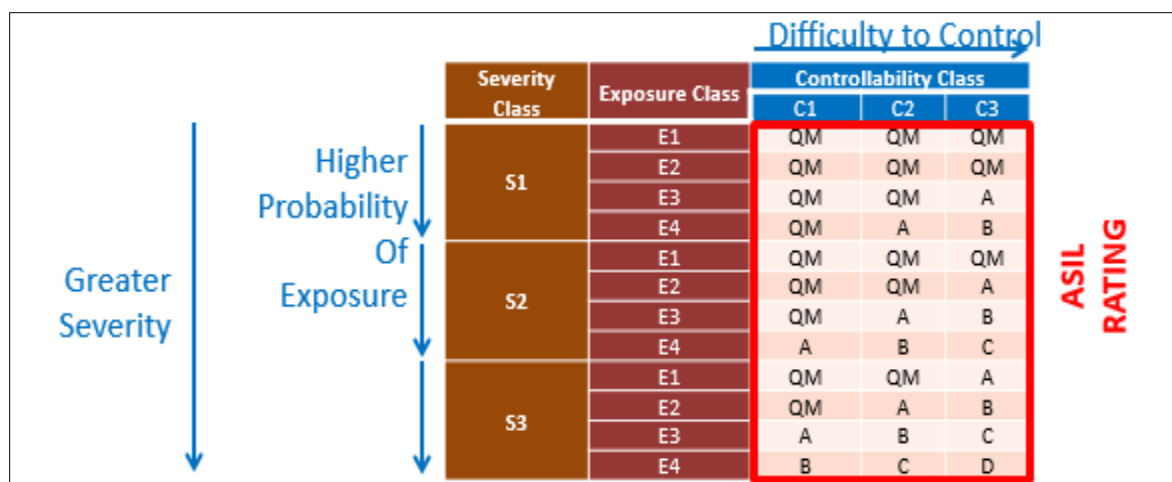 Difficulty to Control
Severity Class
Exposure Class
Controllability Class
C1 C2 C3
S1
E1 QM QM QM
E2 QM QM QM
E3 QM QM A
E4 QM A B
S2
E1 QM QM QM
E2 QM QM A
E3 QM A B
E4 A B C
S3
E1 QM QM A
E2 QM A B
E3 A B C
E4 B C D
Greater
Severity
Higher
Probability
Of
Exposure
ASIL
RATING